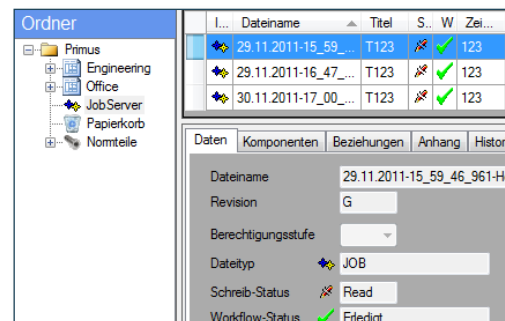 Ordner
Primus
Engineering
Office
JobServer
Papierkorb
Normteile
I... Dateiname Titel S.. W Zei...
29.11.2011-15_59_... T123 123
29.11.2011-16_47_... T123 123
30.11.2011-17_00_... T123 123
Daten Komponenten Beziehungen Anhang Histor
Dateiname 29.11.2011-15_59_46_961-H
Revision G
Berechtigungsstufe
Dateityp JOB
Schreib-Status Read
Workflow-Status Erledigt